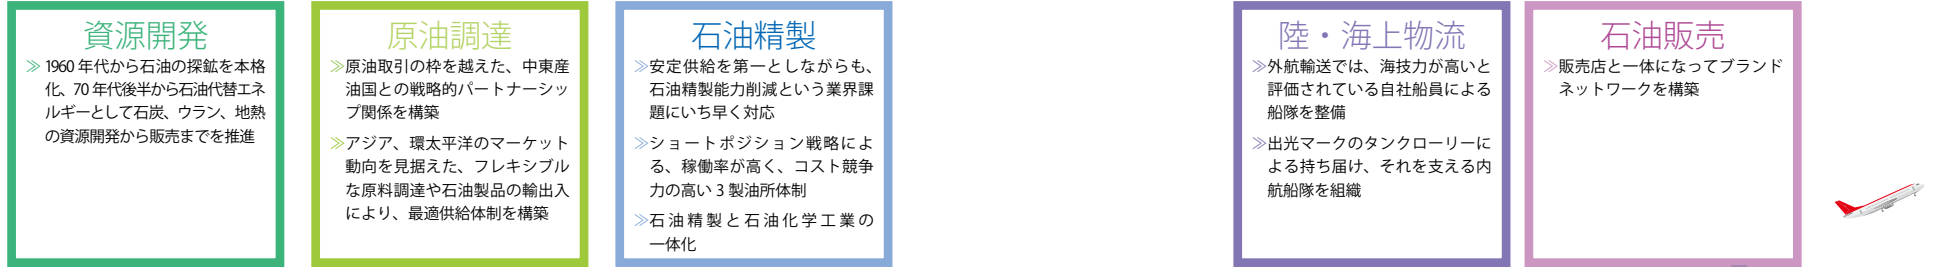 資源開発
≫ 1960 年代から石油の探鉱を本格
化、70 年代後半から石油代替エネ
ルギーとして石炭、ウラン、地熱
の資源開発から販売までを推進
原油調達
≫原油取引の枠を越えた、中東産
油国との戦略的パートナーシッ
プ関係を構築
≫アジア、環太平洋のマーケット
動向を見据えた、フレキシブル
な原料調達や石油製品の輸出入
により、最適供給体制を構築
石油精製
≫安定供給を第一としながらも、
石油精製能力削減という業界課
題にいち早く対応
≫ショートポジション戦略によ
る、稼働率が高く、コスト競争
力の高い 3 製油所体制
≫石油精製と石油化学工業の
一体化
陸・海上物流
≫外航輸送では、海技力が高いと
評価されている自社船員による
船隊を整備
≫出光マークのタンクローリーに
よる持ち届け、それを支える内
航船隊を組織
石油販売
≫販売店と一体になってブランド
ネットワークを構築